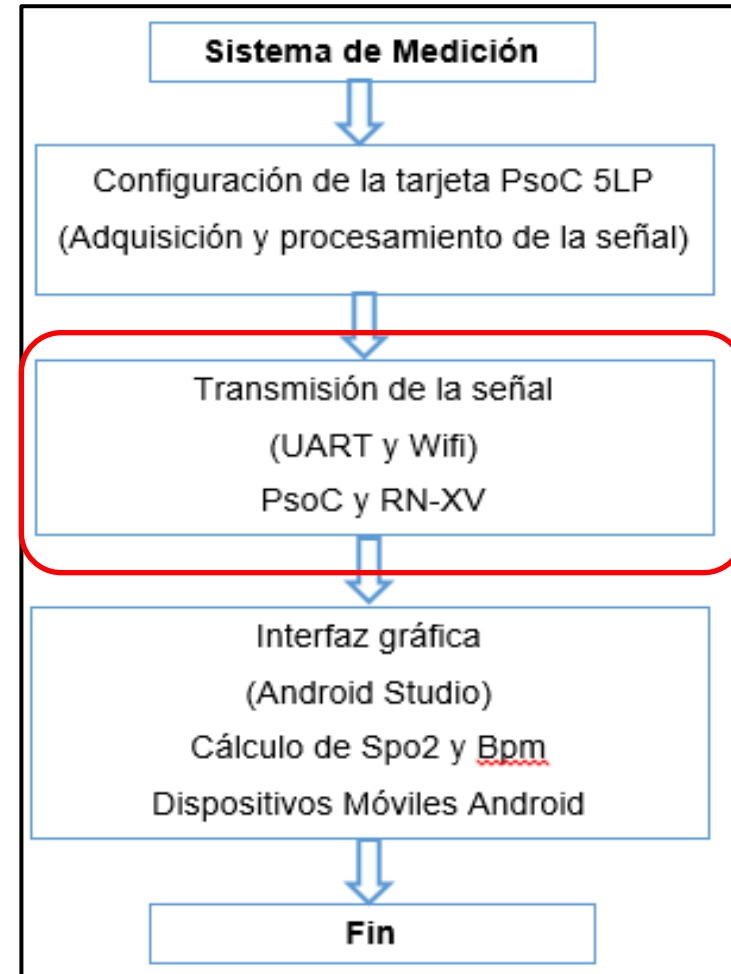 Sistema de Medición
Configuración de la tarjeta PsoC 5LP
(Adquisición y procesamiento de la señal)
Transmisión de la señal
(UART y Wifi)
PsoC y RN-XV
Interfaz gráfica
(Android Studio)
Cálculo de Spo2 y Bpm
Dispositivos Móviles Android
Fin